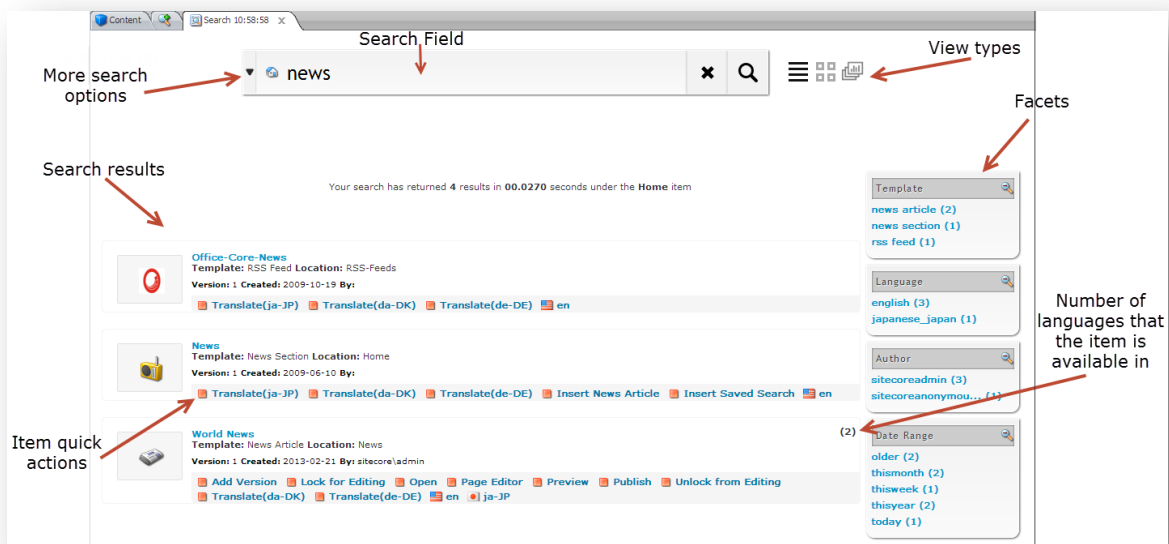 Content
Search 10:58:58 x
Search Field
news
View types
More search
options
Facets
Search results
Your search has returned 4 results in 00.0270 seconds under the Home item
Office-Core-News
Template: RSS Feed Location: RSS-Feeds
Version: 1 Created: 2009-10-19 By:
Translate(ja-JP) Translate(da-DK) Translate(de-DE) en
News
Template: News Section Location: Home
Version: 1 Created: 2009-06-10 By:
Translate(ja-JP) Translate(da-DK) Translate(de-DE) Insert News Article Insert Saved Search en
Item quick
actions
World News (2)
Template: News Article Location: News
Version: 1 Created: 2013-02-21 By: sitecore\admin
Add Version Lock for Editing Open Page Editor Preview Publish Unlock from Editing
Translate(da-DK) Translate(de-DE) en ja-JP
Template
news article (2)
news section (1)
rss feed (1)
Language
english (3)
japanese_japan (1)
Author
sitecoreadmin (3)
sitecoreanonymou... (1)
Date Range
older (2)
thismonth (2)
thisweek (1)
thisyear (2)
today (1)
Number of
languages that
the item is
available in